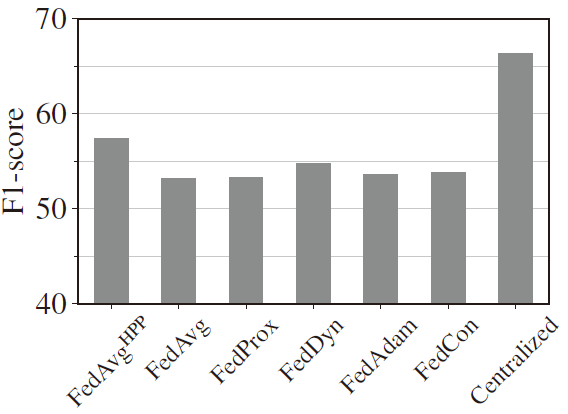 F1-score
70
60
50
40
FedAvgHPP
FedAvg
FedProx
FedDyn
FedAdam
FedCon
Centralized